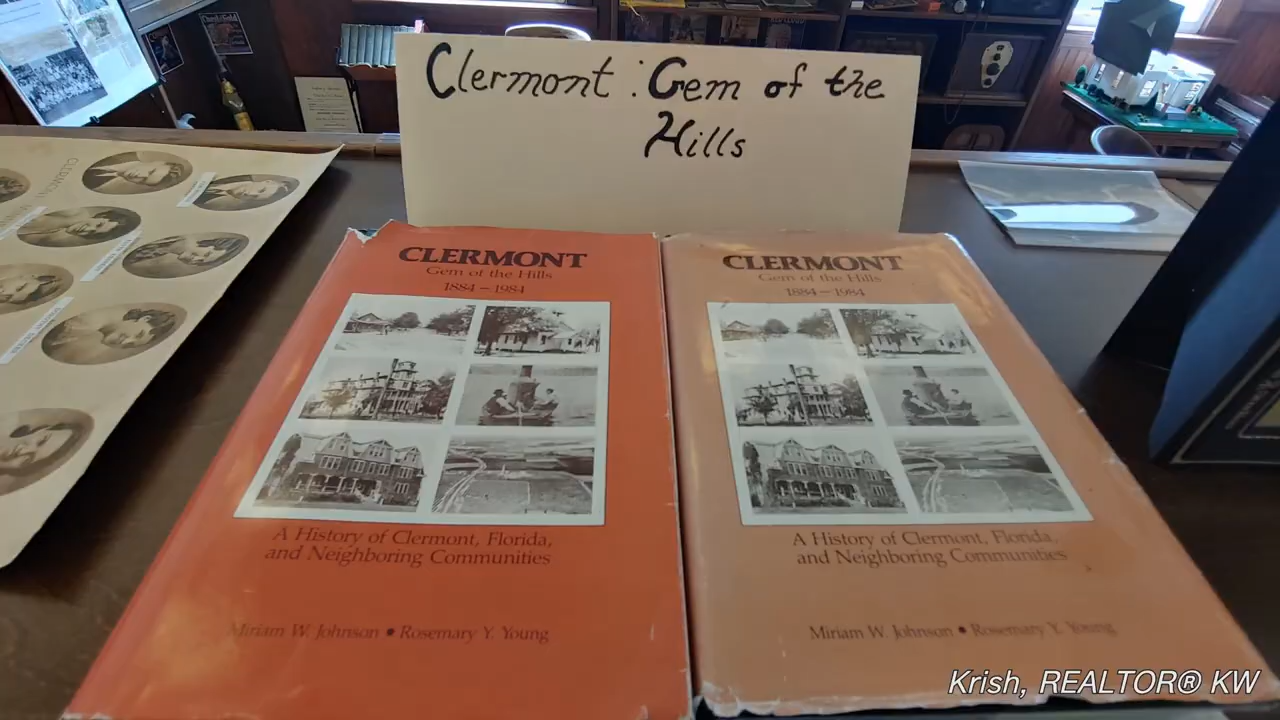 Clermont : Gem of the
Hills
CLERMONT
Gem of the Hills
1884 – 1984
A History of Clermont, Florida,
and Neighboring Communities
Miriam W. Johnson • Rosemary Y. Young
CLERMONT
Gem of the Hills
1884 – 1984
A History of Clermont, Florida,
and Neighboring Communities
Miriam W. Johnson • Rosemary Y. Young
CLERMONT
Krish, REALTOR® KW